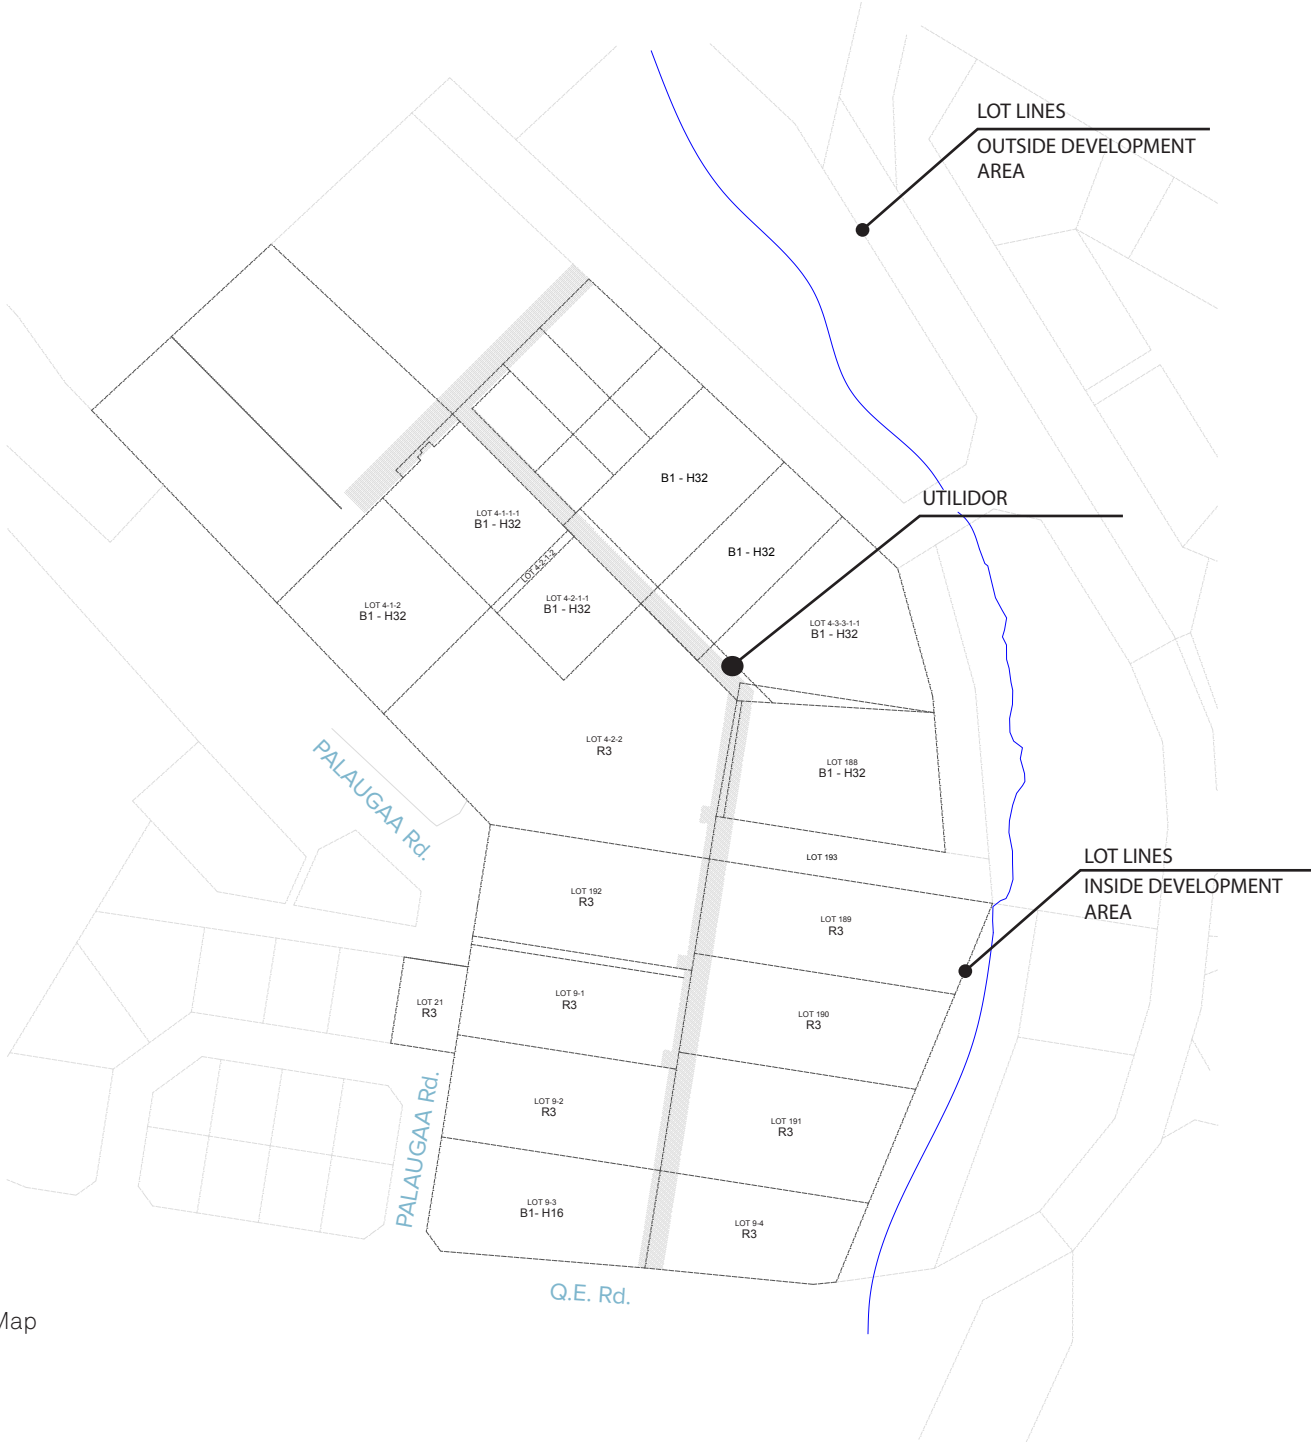 LOT LINES
OUTSIDE DEVELOPMENT
AREA
UTILIDOR
B1 - H32
LOT 4-1-1-1
B1 - H32
B1 - H32
LOT 4-2-1-2
LOT 4-2-1-1
B1 - H32
LOT 4-1-2
B1 - H32
LOT 4-3-3-1-1
B1 - H32
LOT 4-2-2
R3
LOT 188
B1 - H32
PALAUGAA Rd.
LOT 193
LOT LINES
INSIDE DEVELOPMENT
AREA
LOT 192
R3
LOT 189
R3
LOT 21
R3
LOT 9-1
R3
LOT 190
R3
LOT 9-2
R3
LOT 191
R3
PALAUGAA Rd.
LOT 9-3
B1- H16
LOT 9-4
R3
Q.E. Rd.
Map